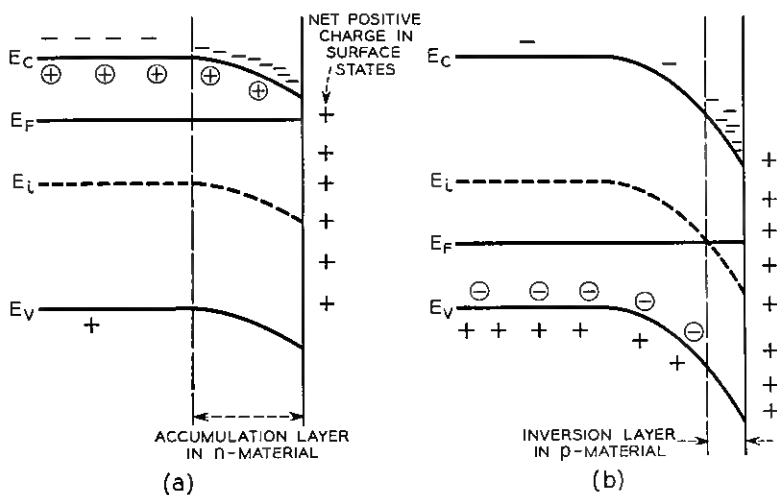 NET POSITIVE
CHARGE IN
SURFACE
STATES
E_C
E_F
E_i
E_V
ACCUMULATION LAYER
IN n-MATERIAL
(a)
E_C
E_i
E_F
E_V
INVERSION LAYER
IN p-MATERIAL
(b)